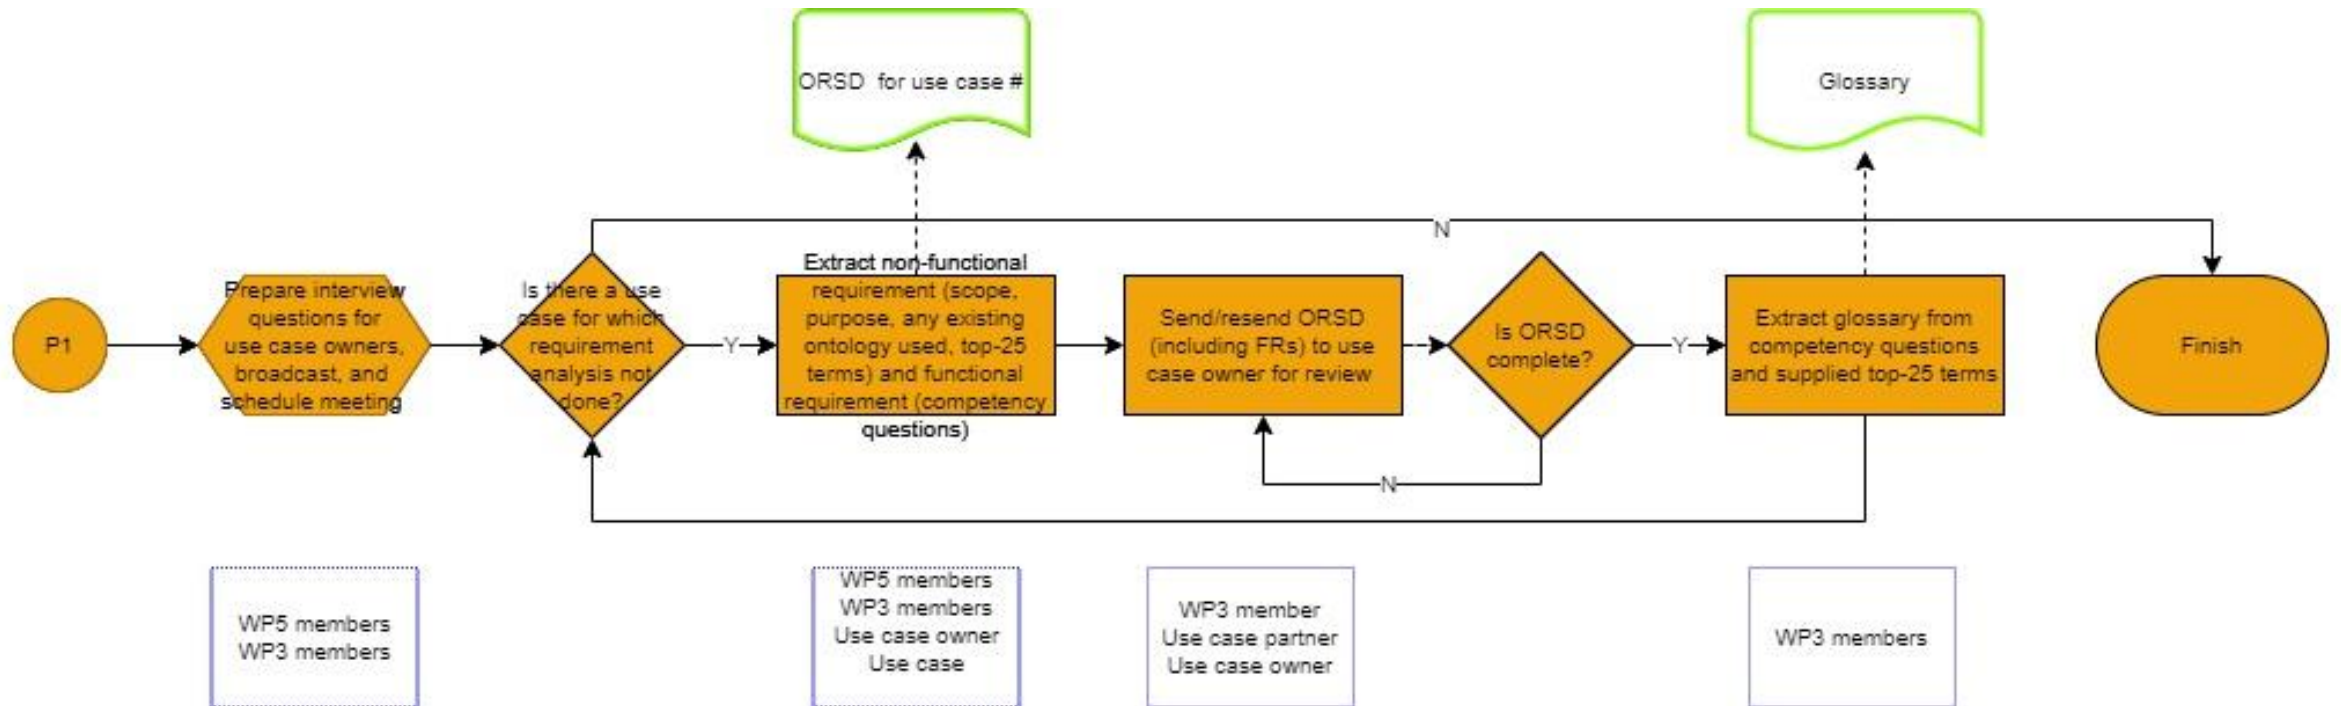 ORSD for use case #
Glossary
N
P1
Prepare interview
questions for
use case owners,
broadcast, and
schedule meeting
Is there a use
case for which
requirement
analysis not
done?
Y
Extract non-functional
requirement (scope,
purpose, any existing
ontology used, top-25
terms) and functional
requirement (competency
questions)
Send/resend ORSD
(including FRs) to use
case owner for review
Is ORSD
complete?
Y
Extract glossary from
competency questions
and supplied top-25 terms
Finish
N
WP5 members
WP3 members
WP5 members
WP3 members
Use case owner
Use case
WP3 member
Use case partner
Use case owner
WP3 members